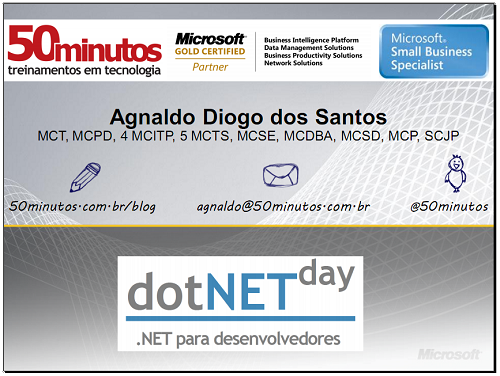 50minutos
treinamentos em tecnologia
Microsoft®
GOLD CERTIFIED
Partner
Business Intelligence Platform
Data Management Solutions
Business Productivity Solutions
Network Solutions
Microsoft®
Small Business
Specialist
Agnaldo Diogo dos Santos
MCT, MCPD, 4 MCITP, 5 MCTS, MCSE, MCDBA, MCSD, MCP, SCJP
50minutos.com.br/blog
agnaldo@50minutos.com.br
@50minutos
dotNETday
.NET para desenvolvedores
Microsoft